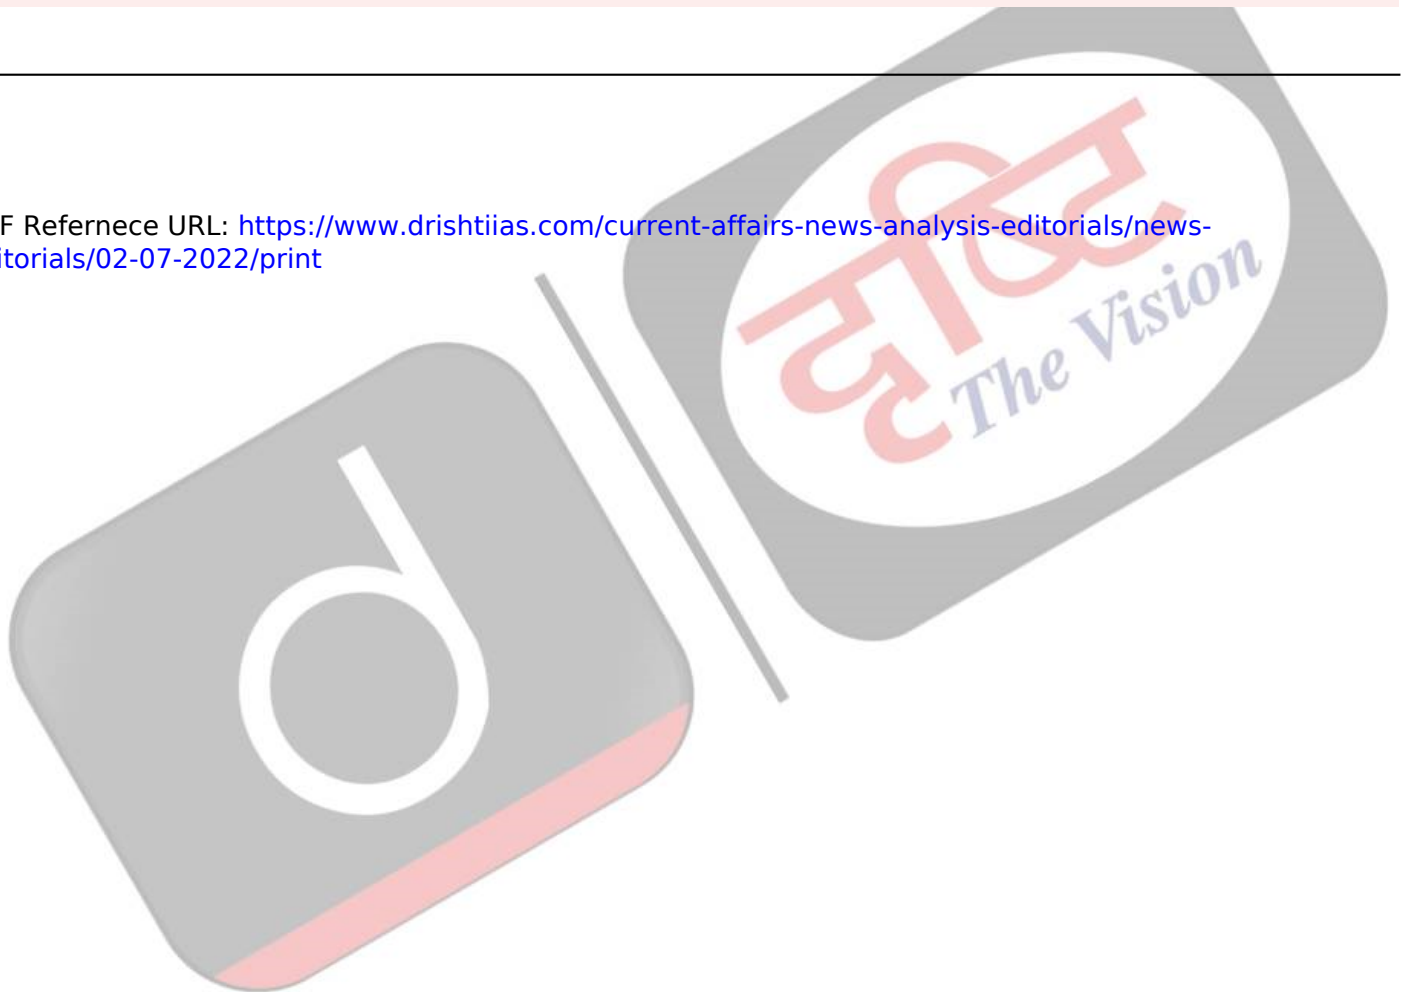 F Refernece URL: https://www.drishtiias.com/current-affairs-news-analysis-editorials/news-
itorials/02-07-2022/print
दृष्टि
The Vision
d